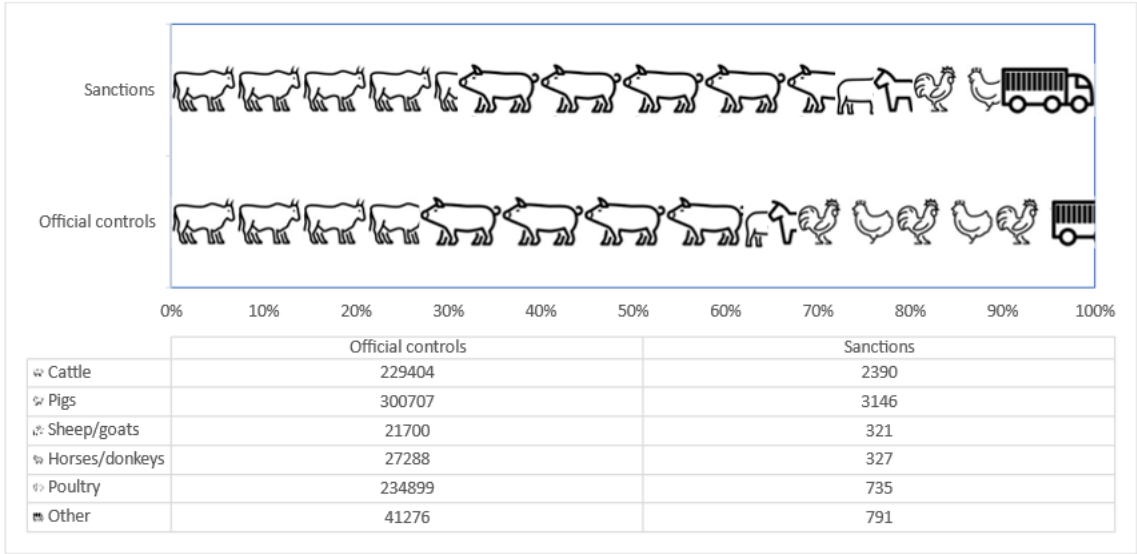 Sanctions
Official controls
0% 10% 20% 30% 40% 50% 60% 70% 80% 90% 100%
Official controls Sanctions
Cattle 229404 2390
Pigs 300707 3146
Sheep/goats 21700 321
Horses/donkeys 27288 327
Poultry 234899 735
Other 41276 791